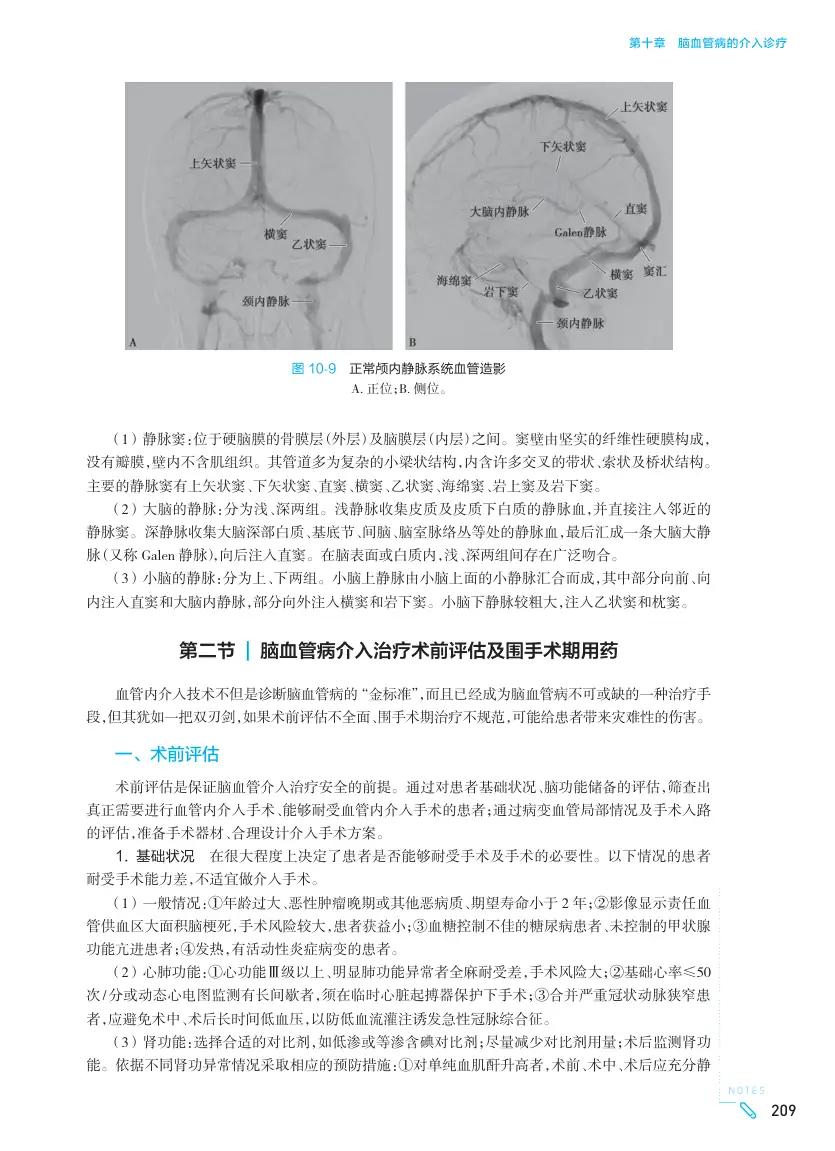 第十章 脑血管病的介入诊疗
上矢状窦
横窦
乙状窦
颈内静脉
A
上矢状窦
下矢状窦
大脑内静脉
直窦
Galen静脉
海绵窦
岩下窦
横窦
窦汇
乙状窦
颈内静脉
B
图 10-9 正常颅内静脉系统血管造影
A. 正位；B. 侧位。
（1）静脉窦：位于硬脑膜的骨膜层（外层）及脑膜层（内层）之间。窦壁由坚实的纤维性硬膜构成，
没有瓣膜，壁内不含肌组织。其管道多为复杂的小梁状结构，内含许多交叉的带状、索状及桥状结构。
主要的静脉窦有上矢状窦、下矢状窦、直窦、横窦、乙状窦、海绵窦、岩上窦及岩下窦。
（2）大脑的静脉：分为浅、深两组。浅静脉收集皮质及皮质下白质的静脉血，并直接注入邻近的
静脉窦。深静脉收集大脑深部白质、基底节、间脑、脑室脉络丛等处的静脉血，最后汇成一条大脑大静
脉（又称 Galen 静脉），向后注入直窦。在脑表面或白质内，浅、深两组间存在广泛吻合。
（3）小脑的静脉：分为上、下两组。小脑上静脉由小脑上面的小静脉汇合而成，其中部分向前、向
内注入直窦和大脑内静脉，部分向外注入横窦和岩下窦。小脑下静脉较粗大，注入乙状窦和枕窦。
第二节 | 脑血管病介入治疗术前评估及围手术期用药
血管内介入技术不但是诊断脑血管病的“金标准”，而且已经成为脑血管病不可或缺的一种治疗手
段，但其犹如一把双刃剑，如果术前评估不全面、围手术期治疗不规范，可能给患者带来灾难性的伤害。
一、术前评估
术前评估是保证脑血管介入治疗安全的前提。通过对患者基础状况、脑功能储备的评估，筛查出
真正需要进行血管内介入手术、能够耐受血管内介入手术的患者；通过病变血管局部情况及手术入路
的评估，准备手术器材、合理设计介入手术方案。
1. 基础状况 在很大程度上决定了患者是否能够耐受手术及手术的必要性。以下情况的患者
耐受手术能力差，不适宜做介入手术。
（1）一般情况：①年龄过大、恶性肿瘤晚期或其他恶病质、期望寿命小于 2 年；②影像显示责任血
管供血区大面积脑梗死，手术风险较大，患者获益小；③血糖控制不佳的糖尿病患者、未控制的甲状腺
功能亢进患者；④发热，有活动性炎症病变的患者。
（2）心肺功能：①心功能Ⅲ级以上、明显肺功能异常者全麻耐受差，手术风险大；②基础心率≤50
次/分或动态心电图监测有长间歇者，须在临时心脏起搏器保护下手术；③合并严重冠状动脉狭窄患
者，应避免术中、术后长时间低血压，以防低血流灌注诱发急性冠脉综合征。
（3）肾功能：选择合适的对比剂，如低渗或等渗含碘对比剂；尽量减少对比剂用量；术后监测肾功
能。依据不同肾功异常情况采取相应的预防措施：①对单纯血肌酐升高者，术前、术中、术后应充分静
NOTES
209